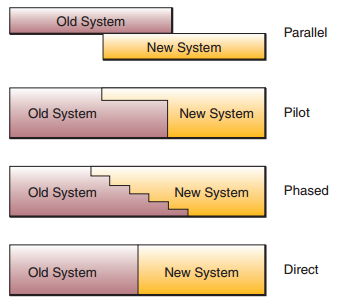 Old System
New System
Parallel
Old System
New System
Pilot
Old System
New System
Phased
Old System
New System
Direct